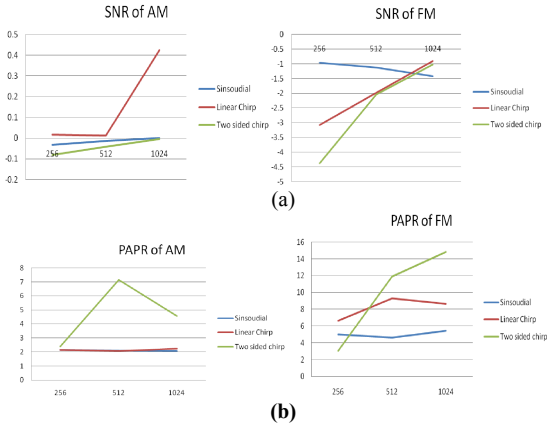 SNR of AM
0.5
0.4
0.3
0.2
0.1
0
-0.1
-0.2
256
512
1024
Sinsoudial
Linear Chirp
Two sided chirp
SNR of FM
0
-0.5
-1
-1.5
-2
-2.5
-3
-3.5
-4
-4.5
-5
256
512
1024
Sinsoudial
Linear Chirp
Two sided chirp
(a)
PAPR of AM
8
7
6
5
4
3
2
1
0
256
512
1024
Sinsoudial
Linear Chirp
Two sided chirp
PAPR of FM
16
14
12
10
8
6
4
2
0
256
512
1024
Sinsoudial
Linear Chirp
Two sided chirp
(b)